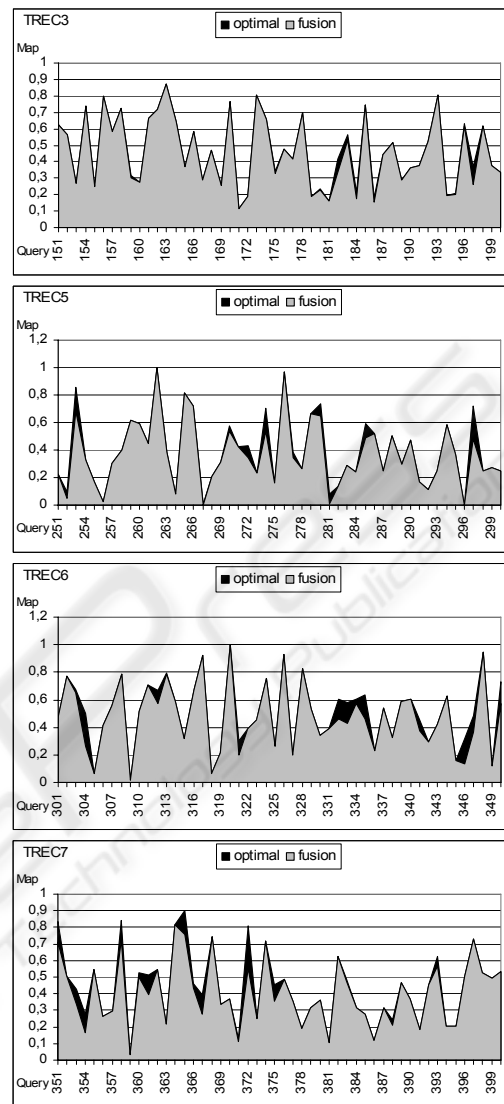 TREC3
optimal fusion
Map
1
0,9
0,8
0,7
0,6
0,5
0,4
0,3
0,2
0,1
0
Query
151 154 157 160 163 166 169 172 175 178 181 184 187 190 193 196 199
TREC5
optimal fusion
Map
1,2
1
0,8
0,6
0,4
0,2
0
Query
251 254 257 260 263 266 269 272 275 278 281 284 287 290 293 296 299
TREC6
optimal fusion
Map
1,2
1
0,8
0,6
0,4
0,2
0
Query
301 304 307 310 313 316 319 322 325 328 331 334 337 340 343 346 349
TREC7
optimal fusion
Map
1
0,9
0,8
0,7
0,6
0,5
0,4
0,3
0,2
0,1
0
Query
351 354 357 360 363 366 369 372 375 378 381 384 387 390 393 396 399
Press
Technology Publication